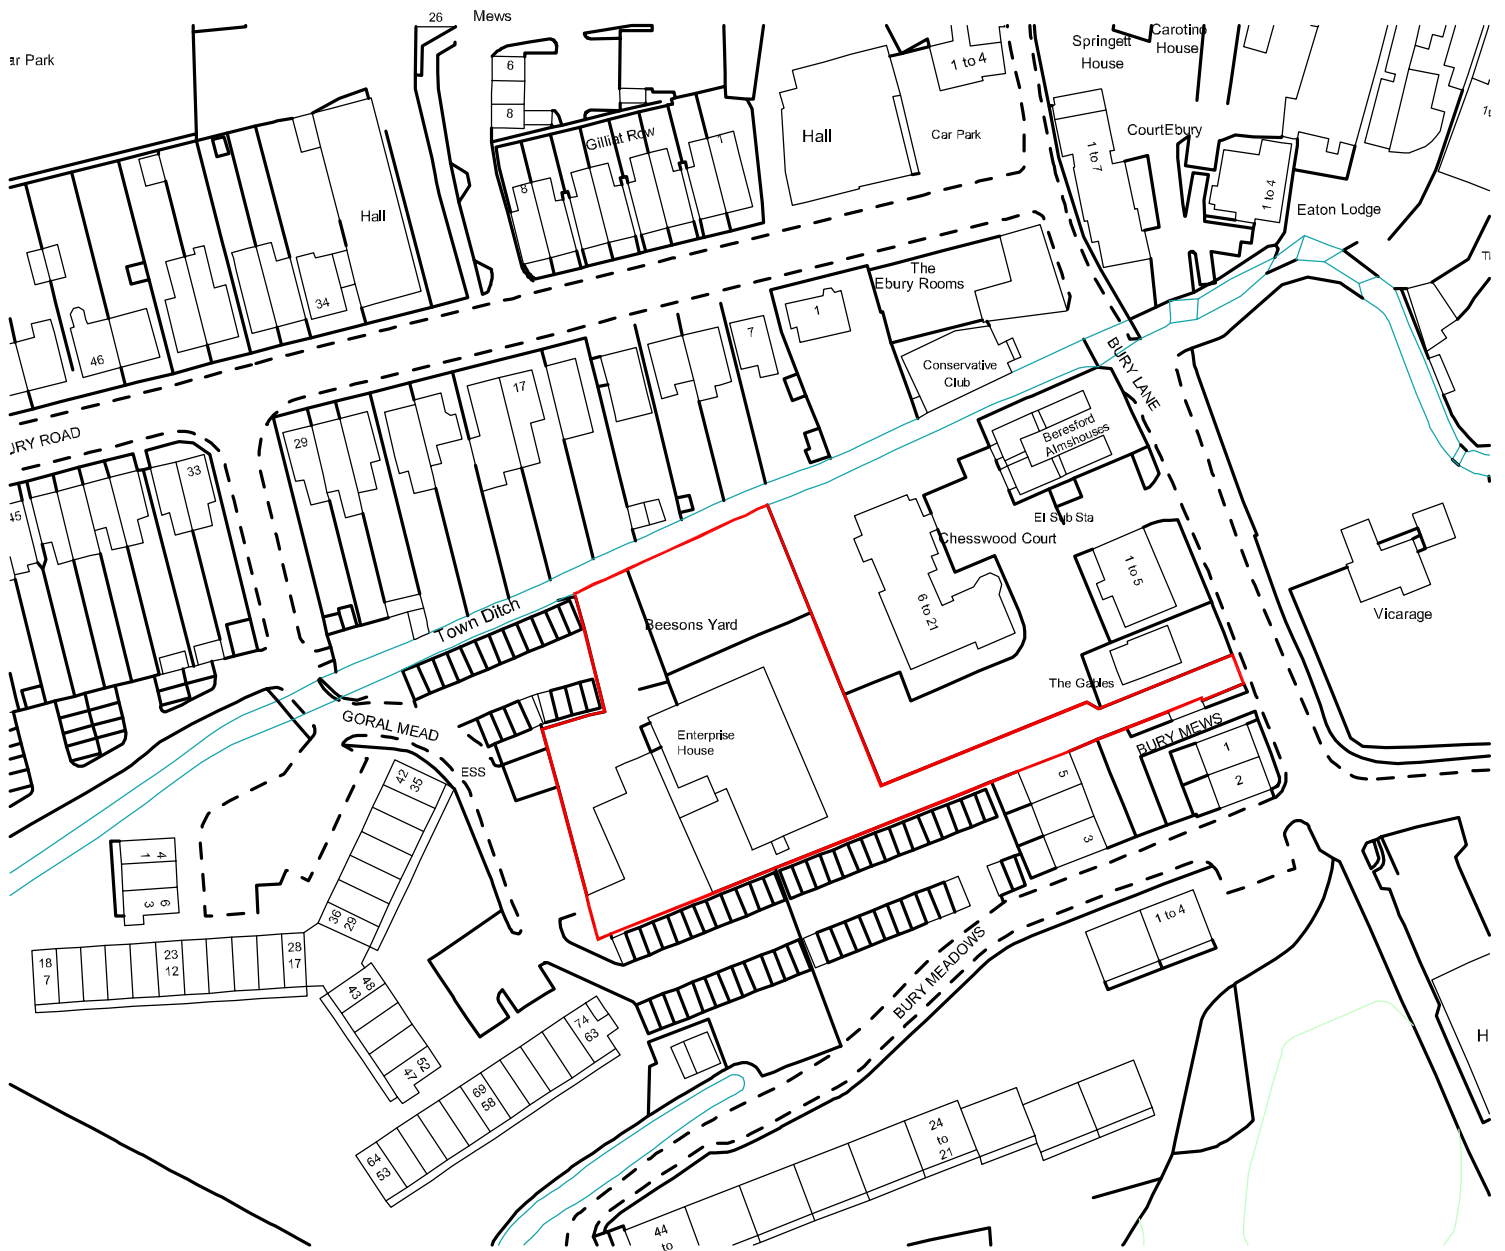 26
Mews
ar Park
6
8
Gilliat Row
8
1
Hall
1 to 4
Car Park
Springett
House
Carotino
House
CourtEbury
1 to 7
1 to 4
Eaton Lodge
Hall
34
46
The
Ebury Rooms
1
7
Conservative
Club
BURY LANE
17
29
URY ROAD
33
45
Beresford
Almshouses
El Sub Sta
Chesswood Court
1 to 5
6 to 21
Vicarage
Town Ditch
Beesons Yard
The Gables
GORAL MEAD
Enterprise
House
BURY MEWS
ESS
1
2
5
3
42
35
1
4
3
6
36
29
18
7
23
12
28
17
48
43
52
47
1 to 4
BURY MEADOWS
74
63
69
58
64
53
24
to
21
44
to
H